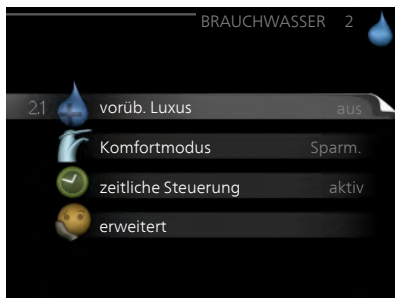 BRAUCHWASSER 2
2.1 vorüb. Luxus aus
Komfortmodus Sparm.
zeitliche Steuerung aktiv
erweitert